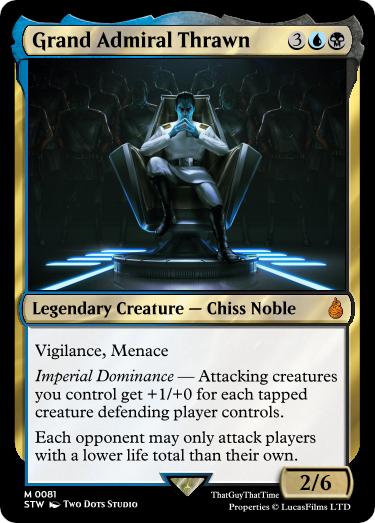 Grand Admiral Thrawn 3
Legendary Creature — Chiss Noble
Vigilance, Menace
Imperial Dominance — Attacking creatures
you control get +1/+0 for each tapped
creature defending player controls.
Each opponent may only attack players
with a lower life total than their own.
2/6
M 0081
STW Two Dots Studio
ThatGuyThatTime
Properties © LucasFilms LTD